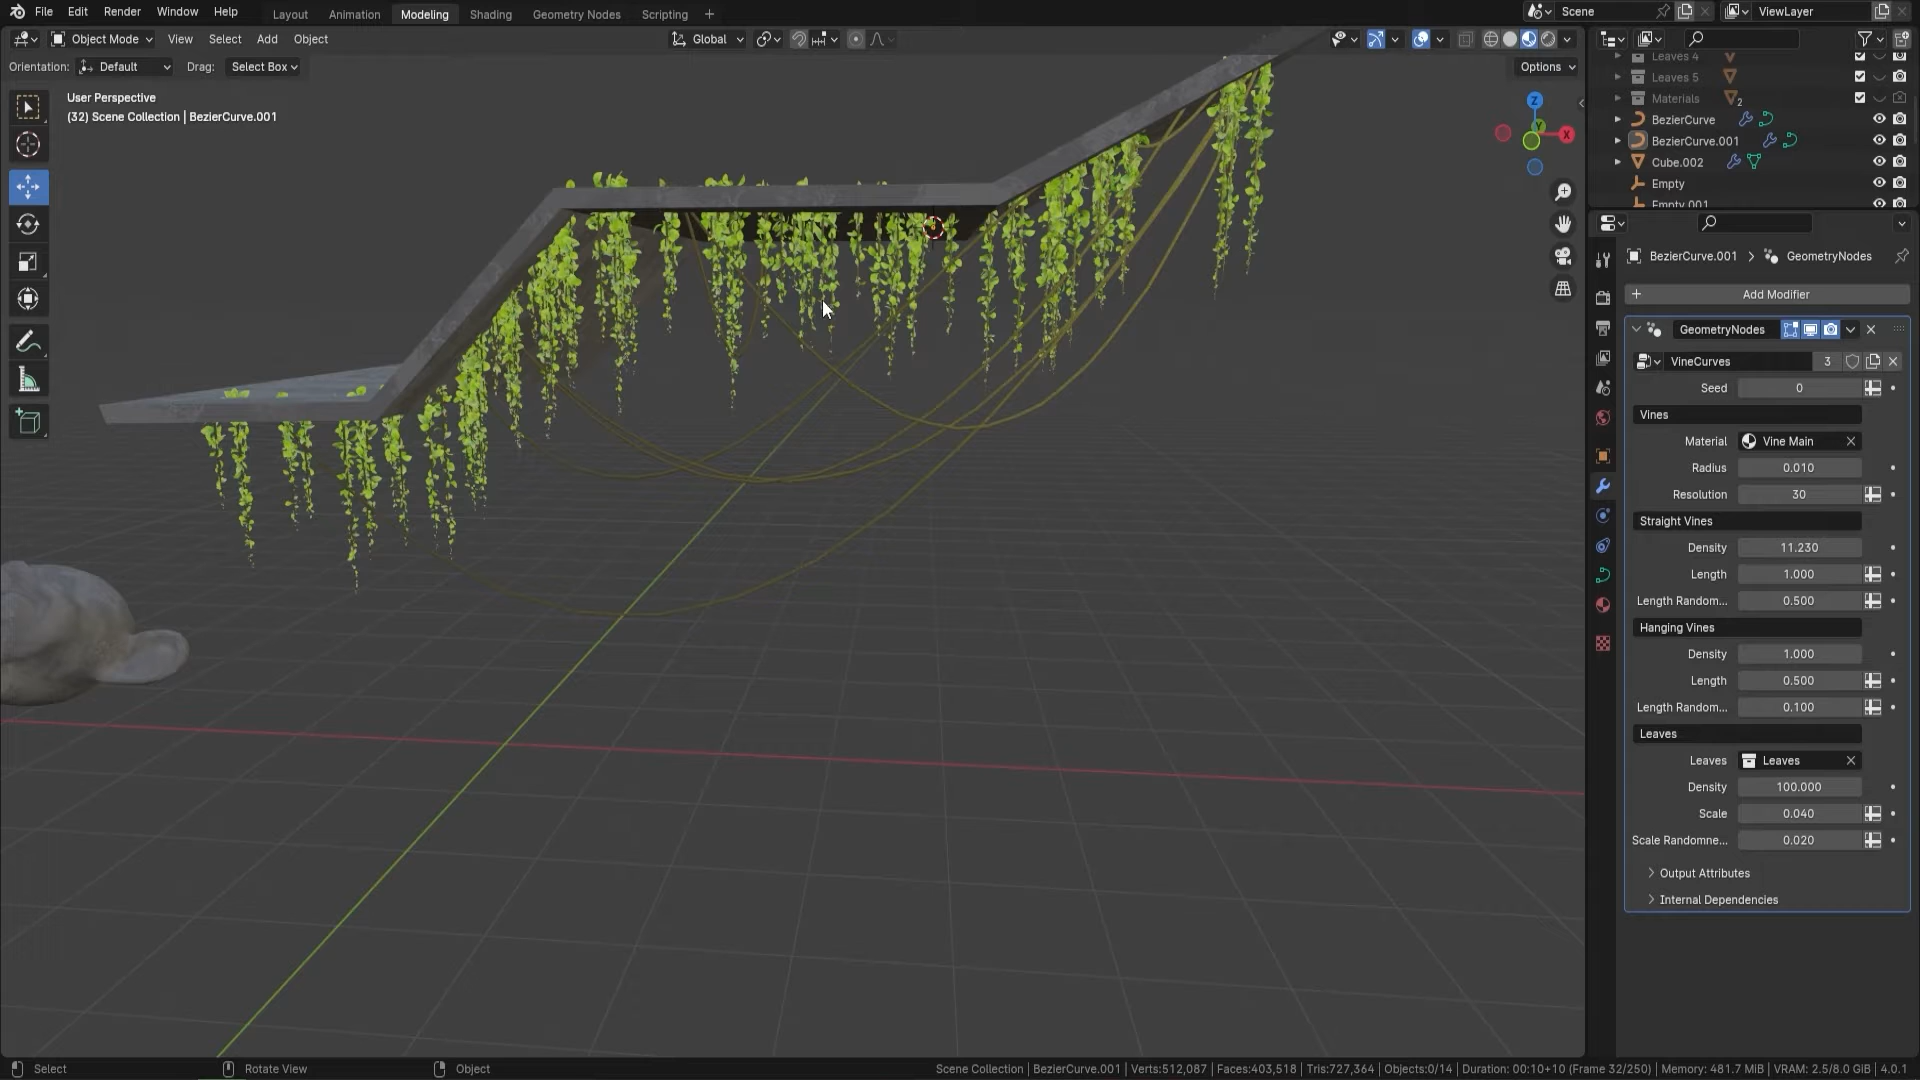 File Edit Render Window Help Layout Animation Modeling Shading Geometry Nodes Scripting + Scene ViewLayer
Object Mode View Select Add Object Global
Orientation: Default Drag: Select Box Options
User Perspective
(32) Scene Collection | BezierCurve.001
Z
X
Leaves 4
Leaves 5
Materials 2
BezierCurve
BezierCurve.001
Cube.002
Empty
Empty.001
BezierCurve.001 > GeometryNodes
+ Add Modifier
GeometryNodes
VineCurves 3
Seed 0
Vines
Material Vine Main
Radius 0.010
Resolution 30
Straight Vines
Density 11.230
Length 1.000
Length Random... 0.500
Hanging Vines
Density 1.000
Length 0.500
Length Random... 0.100
Leaves
Leaves Leaves
Density 100.000
Scale 0.040
Scale Randomne... 0.020
Output Attributes
Internal Dependencies
Select Rotate View Object Scene Collection | BezierCurve.001 | Verts:512,087 | Faces:403,518 | Tris:727,364 | Objects:0/14 | Duration: 00:10+10 (Frame 32/250) | Memory: 481.7 MiB | VRAM: 2.5/8.0 GiB | 4.0.1